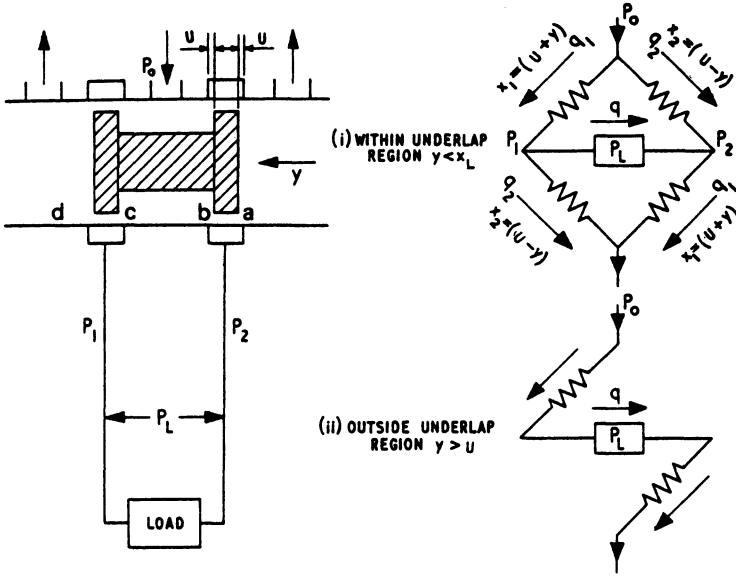 U U
P₀
y
d c b a
P₁ P₂
P_L
LOAD
P₀
x₁=(U+y) q₁
q₂ x₂=(U-y)
q
(i) WITHIN UNDERLAP
REGION y<x_L
P₁ P_L P₂
q₂ x₂=(U-y)
q₁ x₁=(U+y)
P₀
q
(ii) OUTSIDE UNDERLAP
REGION y>U
P_L